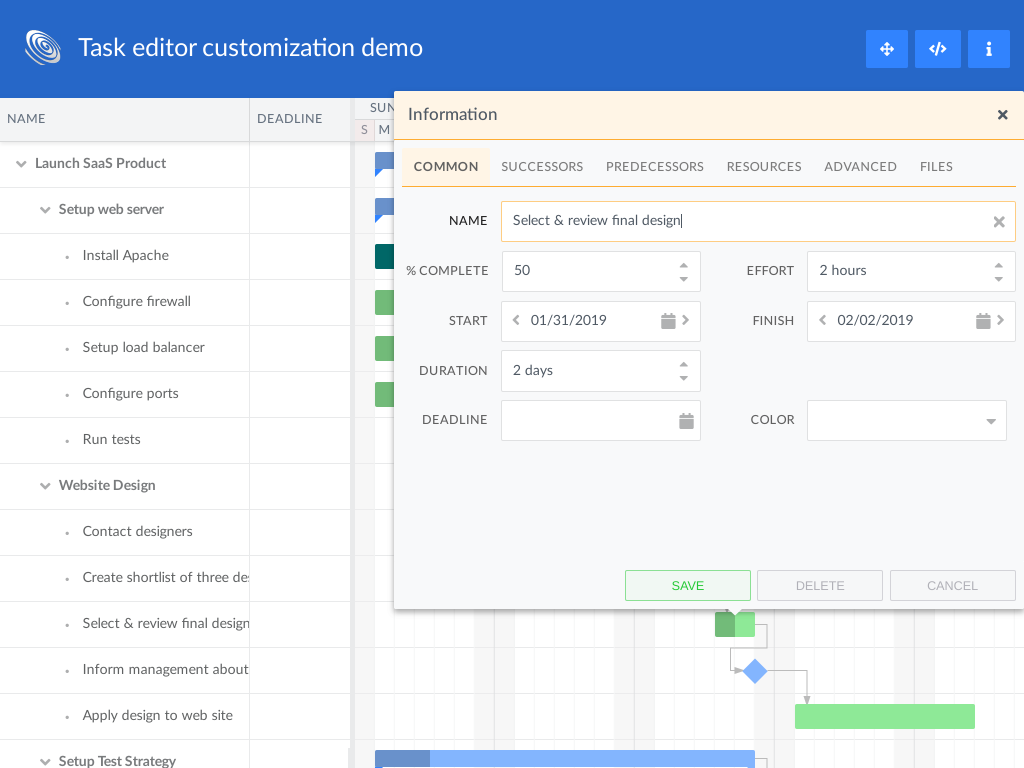 Task editor customization demo
NAME
DEADLINE
SUN
S M
Launch SaaS Product
Setup web server
Install Apache
Configure firewall
Setup load balancer
Configure ports
Run tests
Website Design
Contact designers
Create shortlist of three des
Select & review final design
Inform management about
Apply design to web site
Setup Test Strategy
Information
COMMON SUCCESSORS PREDECESSORS RESOURCES ADVANCED FILES
NAME Select & review final design
% COMPLETE 50 EFFORT 2 hours
START 01/31/2019 FINISH 02/02/2019
DURATION 2 days
DEADLINE COLOR
SAVE DELETE CANCEL